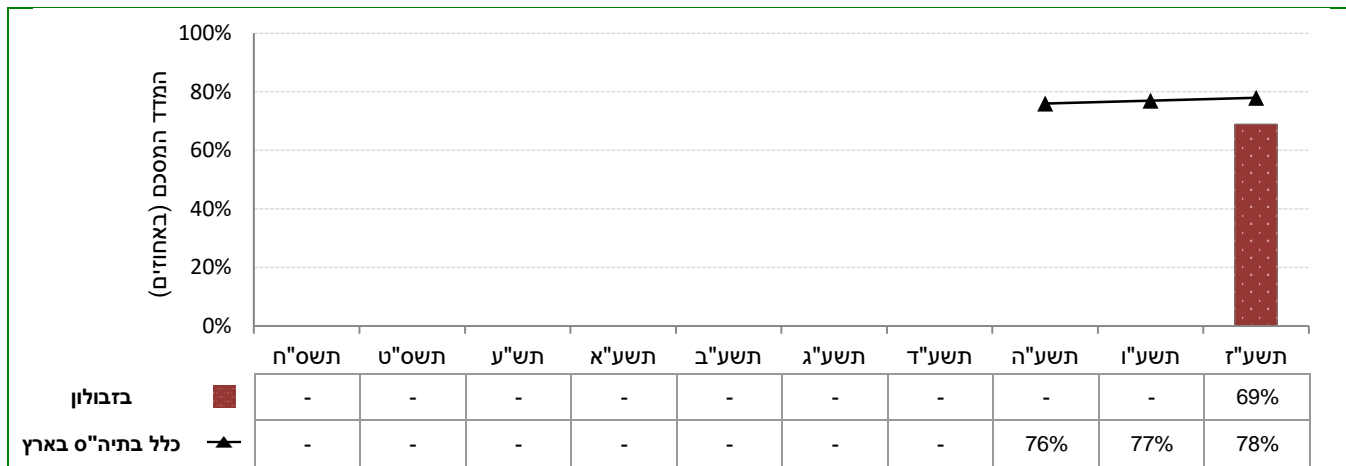 המדד המסכם (באחוזים)
100%
80%
60%
40%
20%
0%
תשס"ח תשס"ט תש"ע תשע"א תשע"ב תשע"ג תשע"ד תשע"ה תשע"ו תשע"ז
בזבולון - - - - - - - - - 69%
כלל בתיה"ס בארץ - - - - - - - 76% 77% 78%